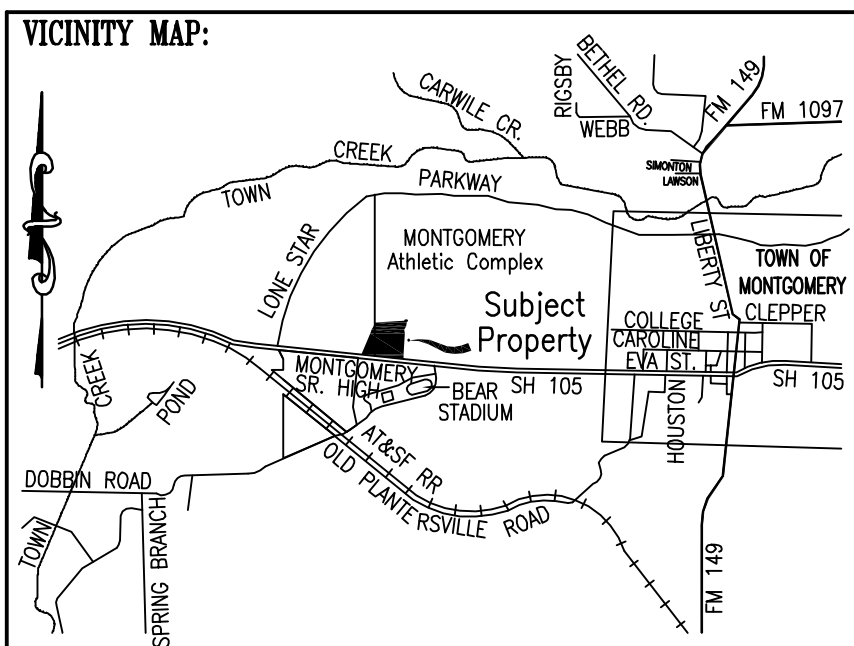 VICINITY MAP:
CARWILE CR.
RIGSBY
BETHEL RD.
WEBB
FM 149
FM 1097
SIMONTON
LAWSON
TOWN CREEK
PARKWAY
LONE STAR
MONTGOMERY
Athletic Complex
LIBERTY ST
TOWN OF
MONTGOMERY
CLEPPER
Subject
Property
COLLEGE
CAROLINE
EVA ST.
MONTGOMERY
SR. HIGH
BEAR
STADIUM
SH 105
SH 105
HOUSTON
CREEK
POND
AT&SF RR
OLD PLANTERSVILLE ROAD
DOBBIN ROAD
TOWN
SPRING BRANCH
FM 149